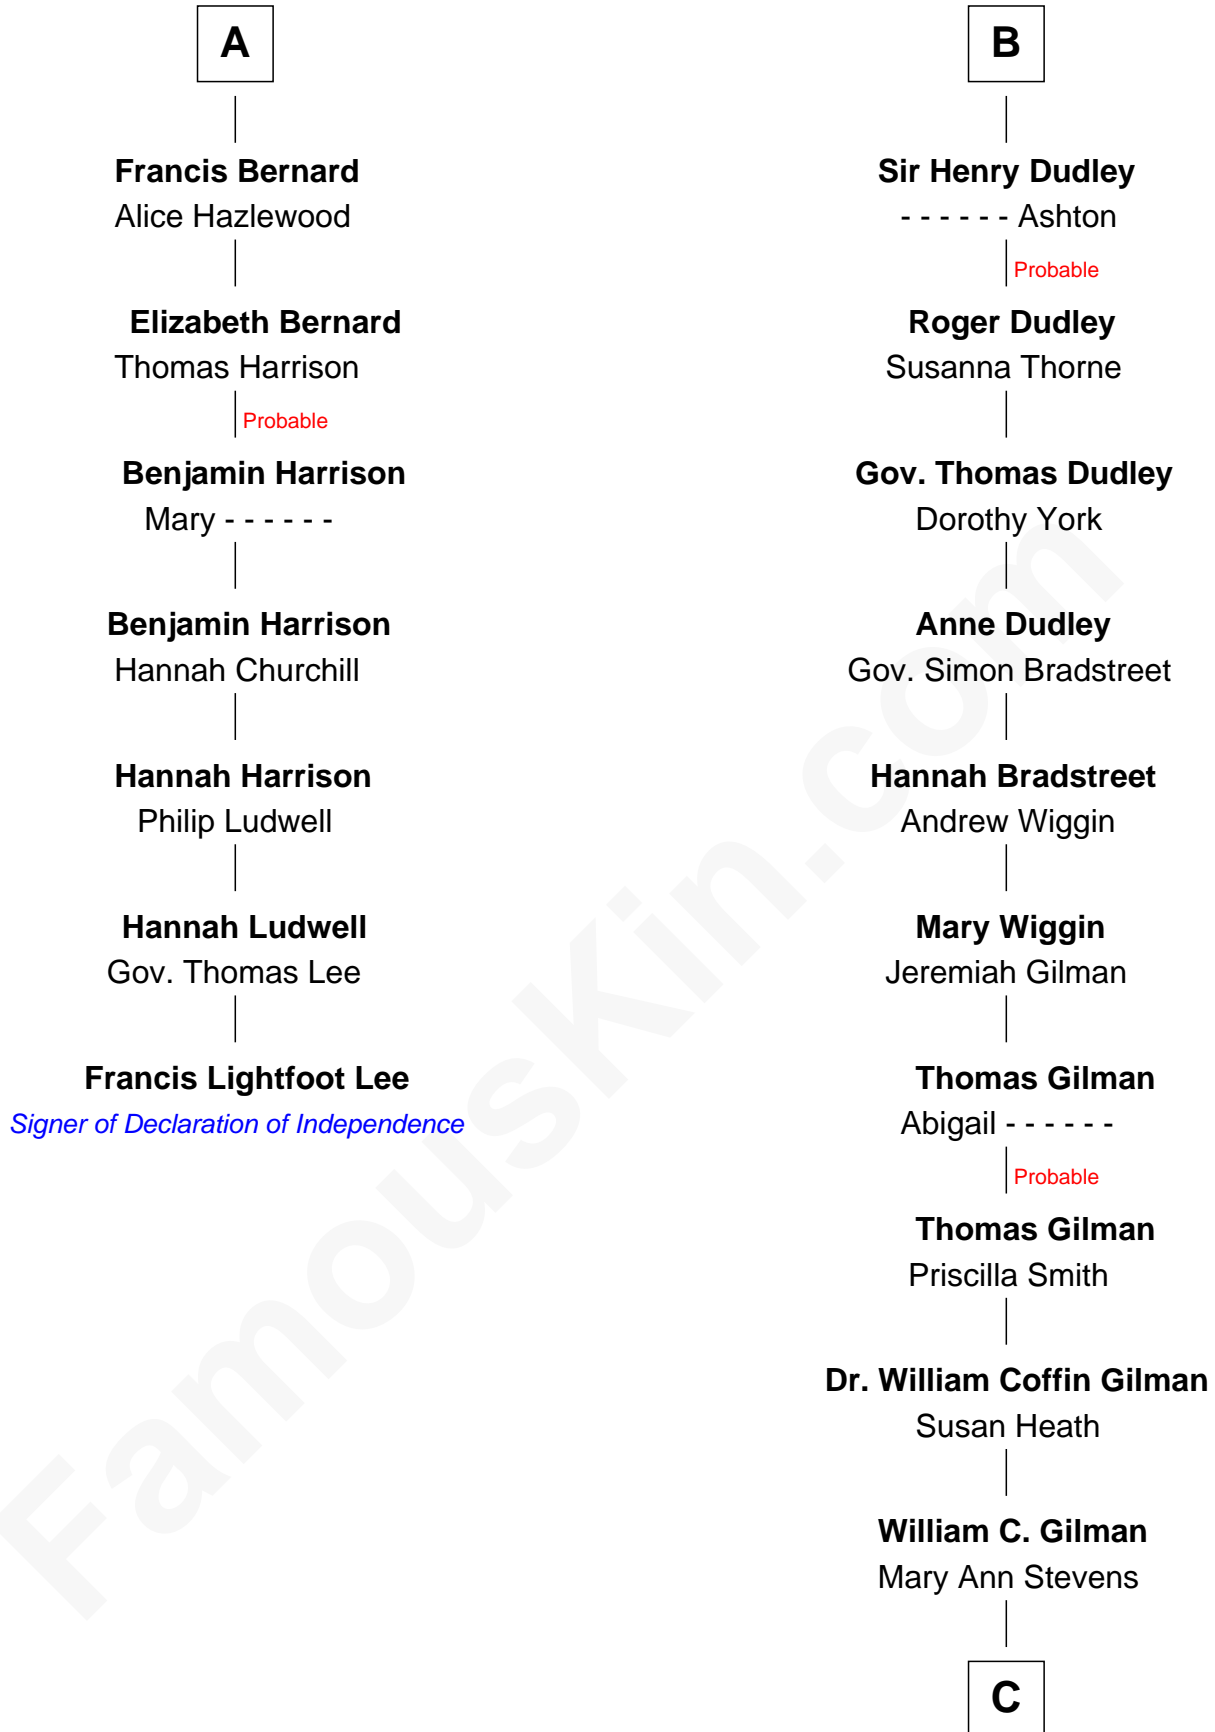 A
Francis Bernard
Alice Hazlewood
Elizabeth Bernard
Thomas Harrison
Probable
Benjamin Harrison
Mary - - - - - -
Benjamin Harrison
Hannah Churchill
Hannah Harrison
Philip Ludwell
Hannah Ludwell
Gov. Thomas Lee
Francis Lightfoot Lee
Signer of Declaration of Independence
B
Sir Henry Dudley
- - - - - - Ashton
Probable
Roger Dudley
Susanna Thorne
Gov. Thomas Dudley
Dorothy York
Anne Dudley
Gov. Simon Bradstreet
Hannah Bradstreet
Andrew Wiggin
Mary Wiggin
Jeremiah Gilman
Thomas Gilman
Abigail - - - - - -
Probable
Thomas Gilman
Priscilla Smith
Dr. William Coffin Gilman
Susan Heath
William C. Gilman
Mary Ann Stevens
C
FamousKin.com